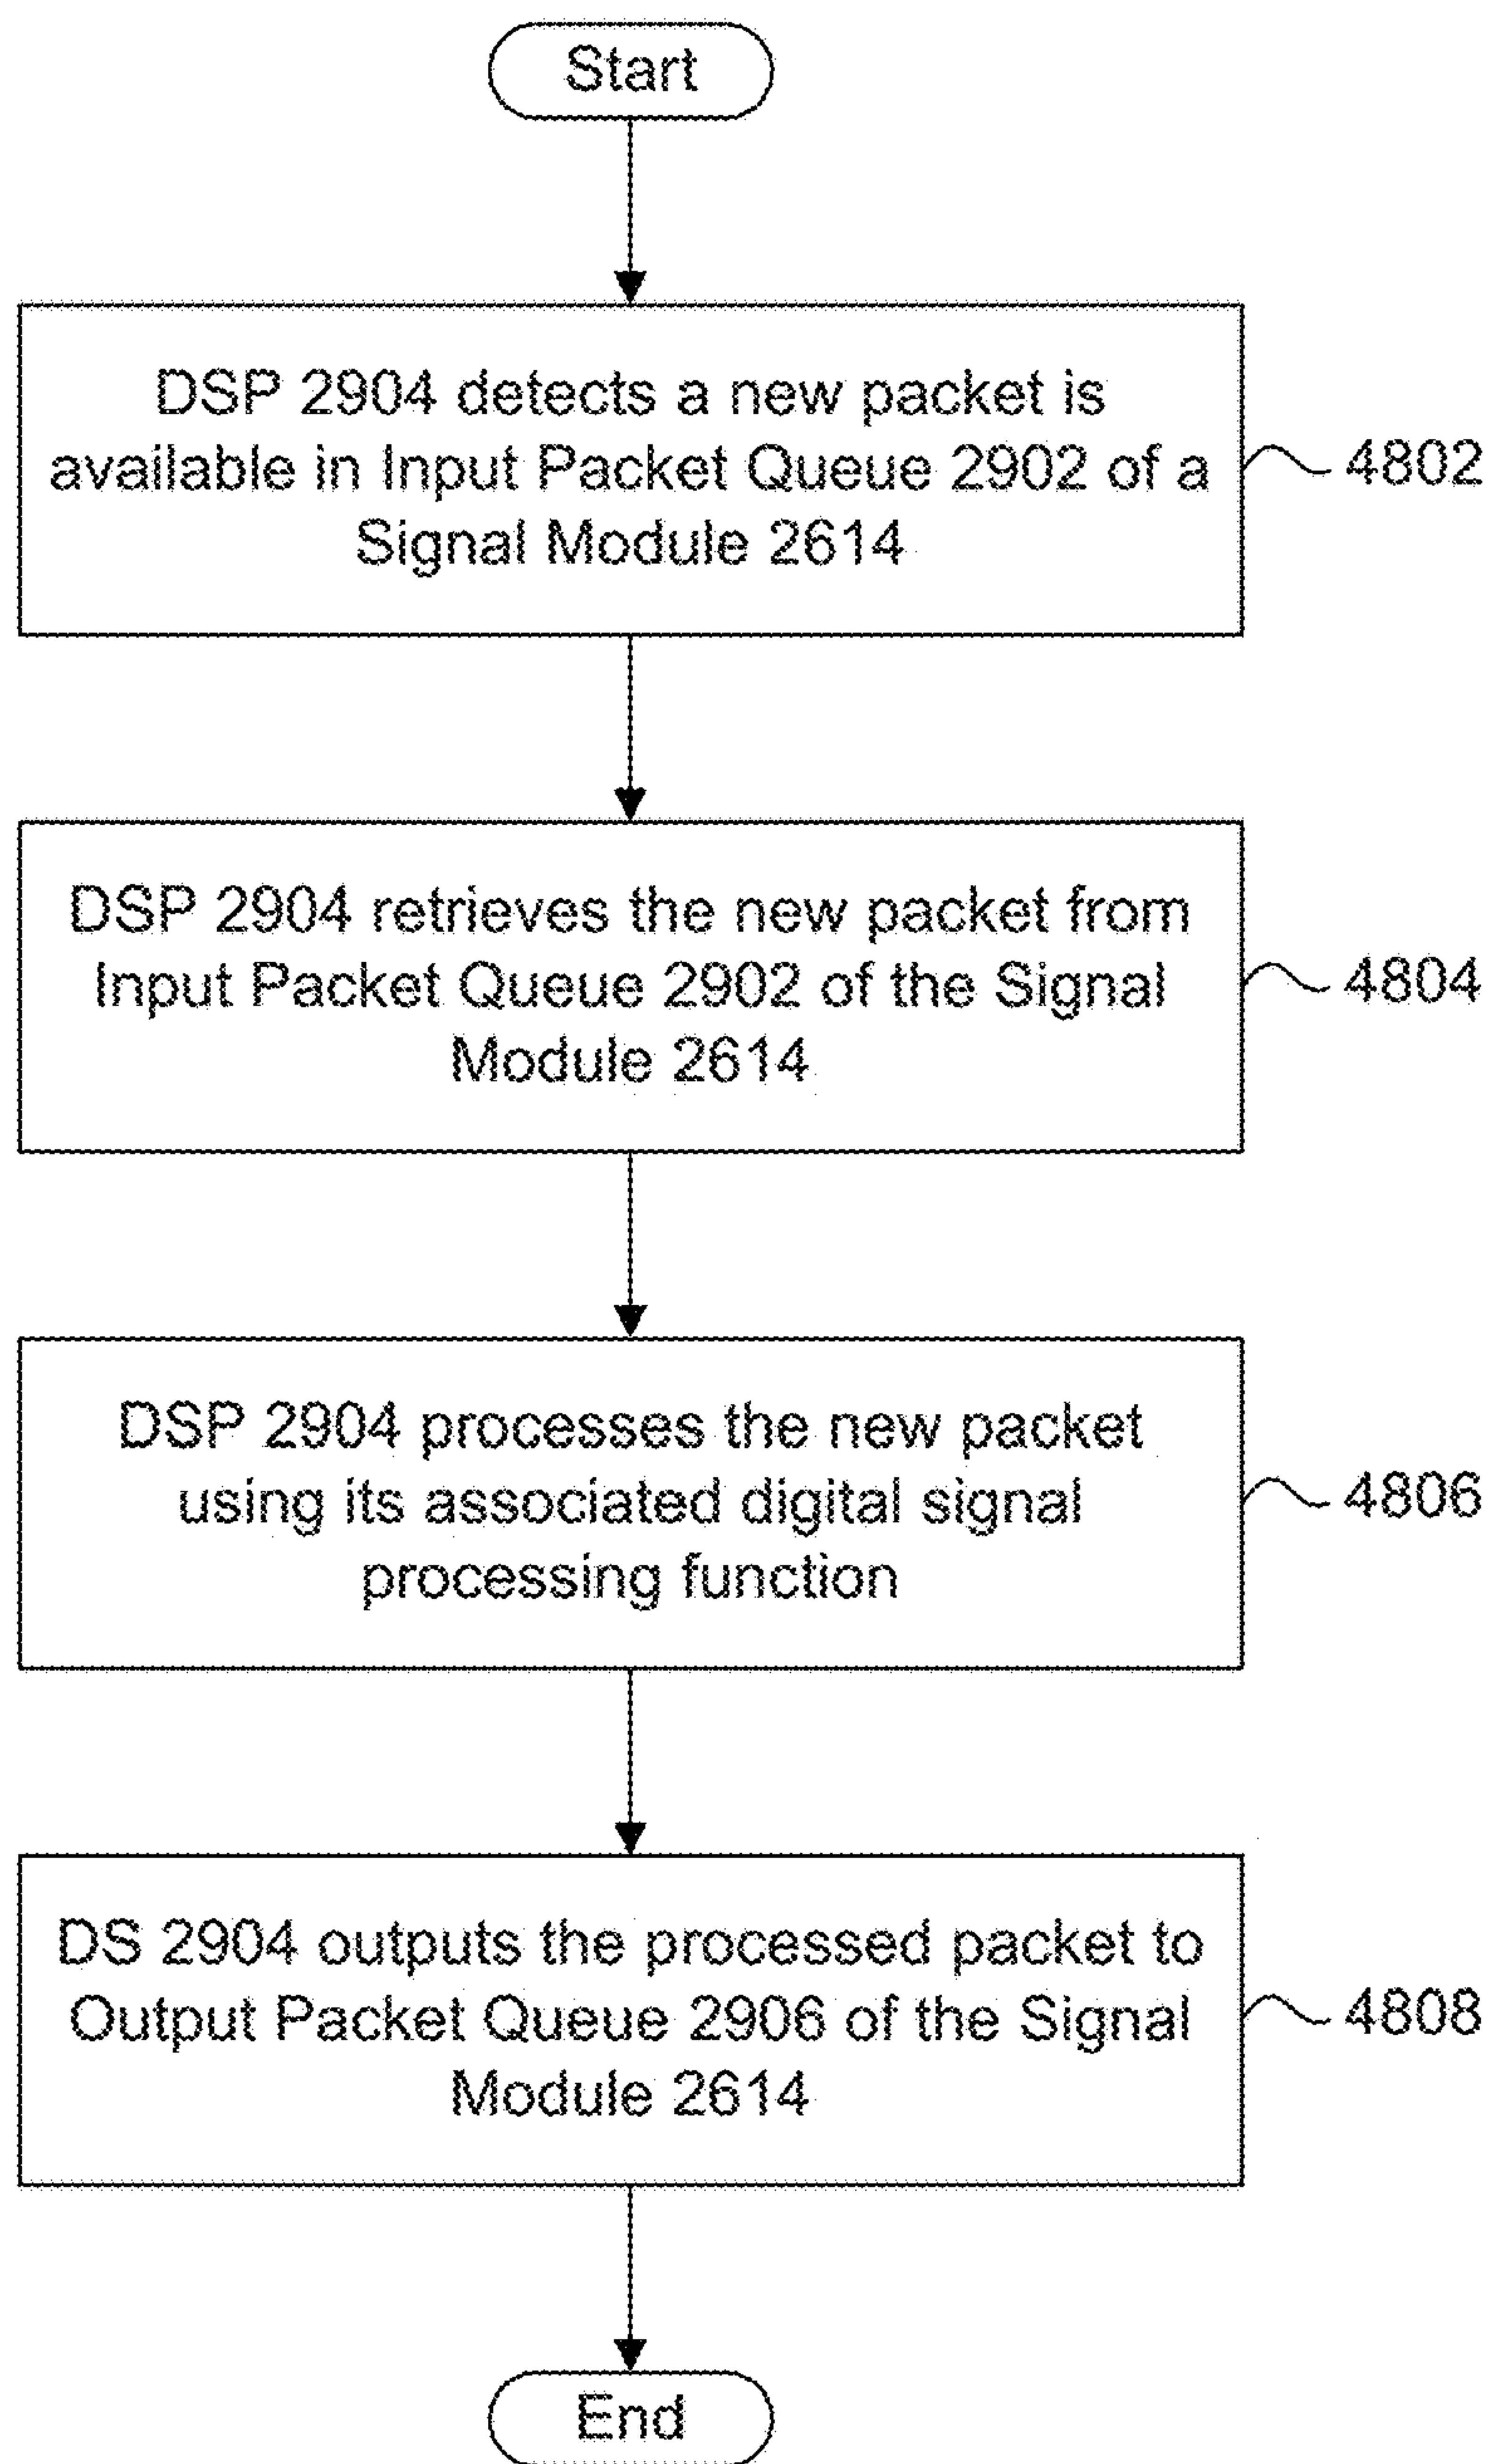 Start
DSP 2904 detects a new packet is
available in Input Packet Queue 2902 of a
Signal Module 2614
4802
DSP 2904 retrieves the new packet from
Input Packet Queue 2902 of the Signal
Module 2614
4804
DSP 2904 processes the new packet
using its associated digital signal
processing function
4806
DS 2904 outputs the processed packet to
Output Packet Queue 2906 of the Signal
Module 2614
4808
End